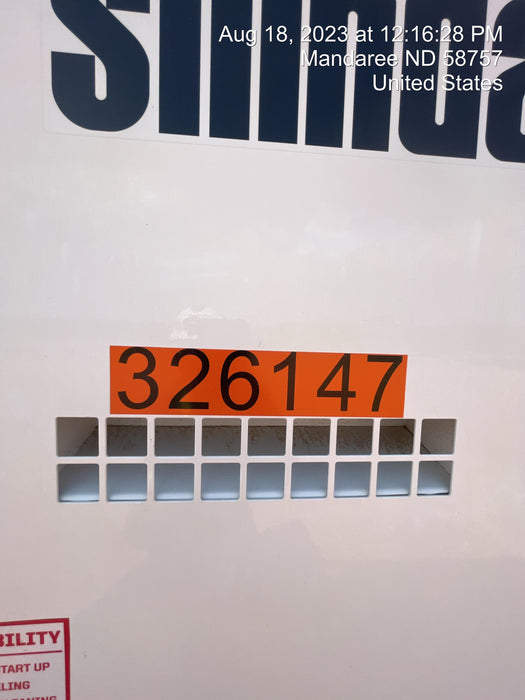 Aug 18, 2023 at 12:16:28 PM
Mandaree ND 58757
United States
326147
BILITY
TART UP
LING